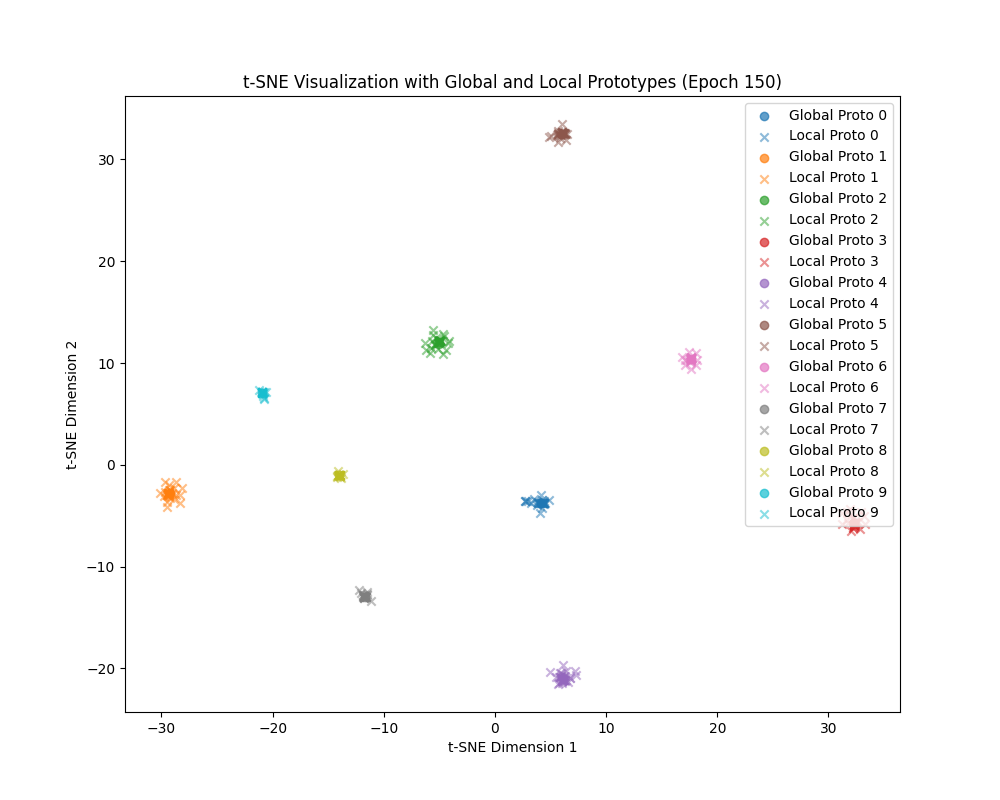 t-SNE Visualization with Global and Local Prototypes (Epoch 150)
Global Proto 0
Local Proto 0
Global Proto 1
Local Proto 1
Global Proto 2
Local Proto 2
Global Proto 3
Local Proto 3
Global Proto 4
Local Proto 4
Global Proto 5
Local Proto 5
Global Proto 6
Local Proto 6
Global Proto 7
Local Proto 7
Global Proto 8
Local Proto 8
Global Proto 9
Local Proto 9
t-SNE Dimension 2
30
20
10
0
−10
−20
−30
−20
−10
0
10
20
30
t-SNE Dimension 1